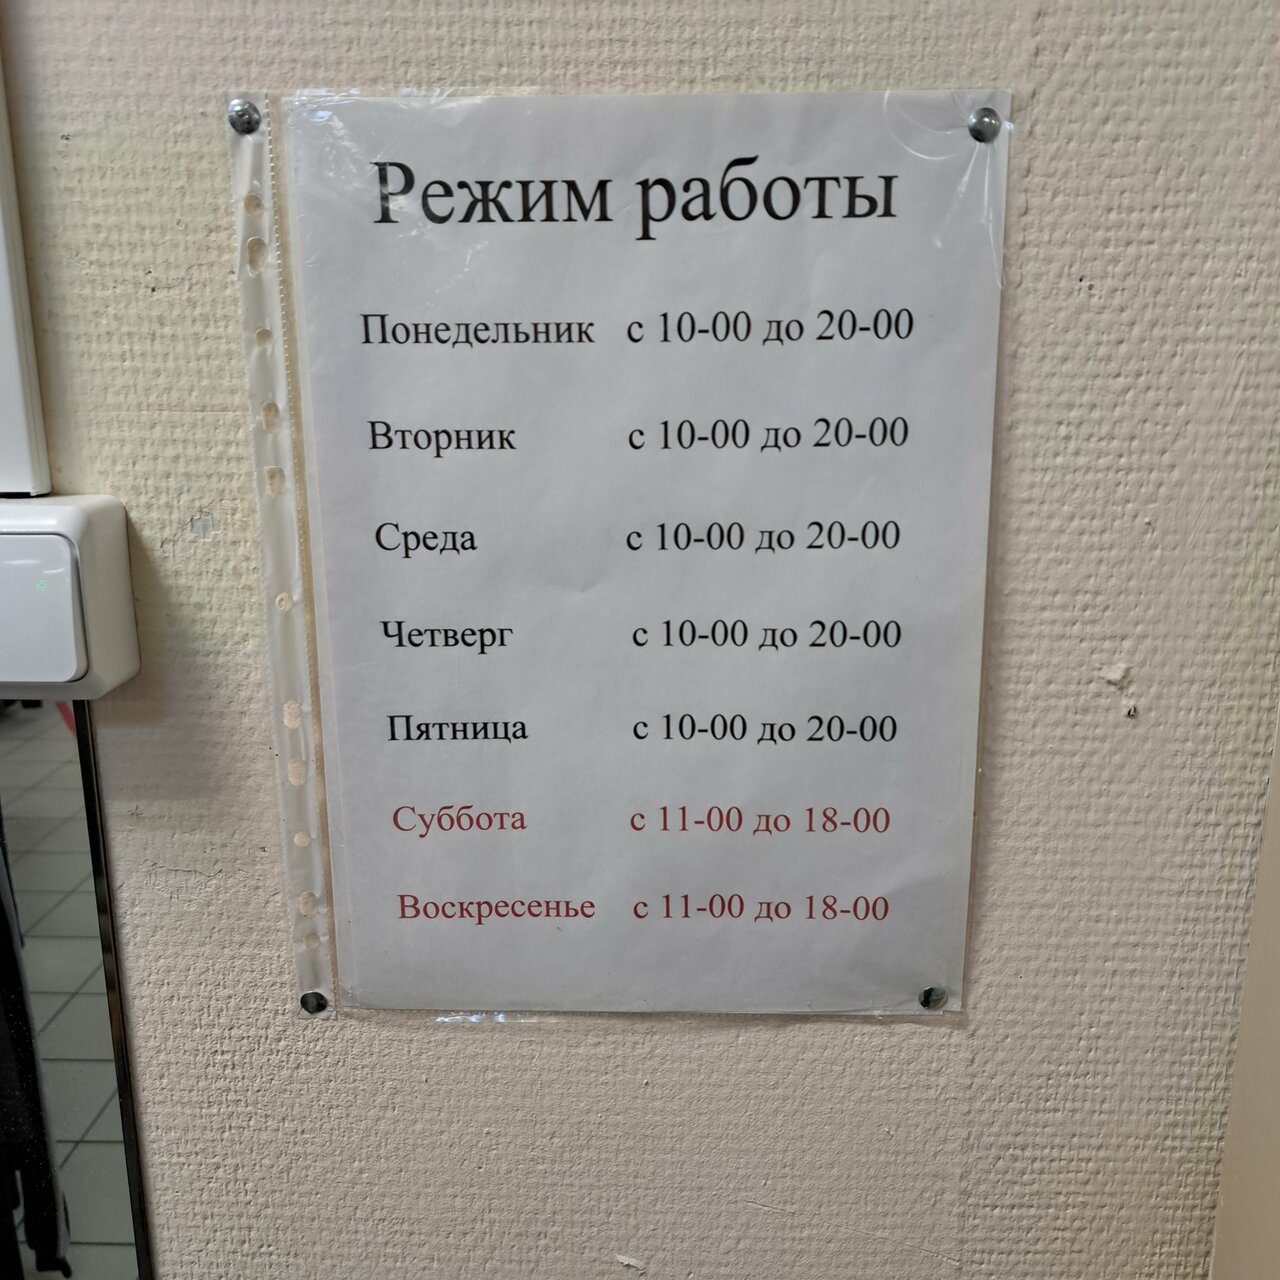 Режим работы
Понедельник с 10-00 до 20-00
Вторник с 10-00 до 20-00
Среда с 10-00 до 20-00
Четверг с 10-00 до 20-00
Пятница с 10-00 до 20-00
Суббота с 11-00 до 18-00
Воскресенье с 11-00 до 18-00